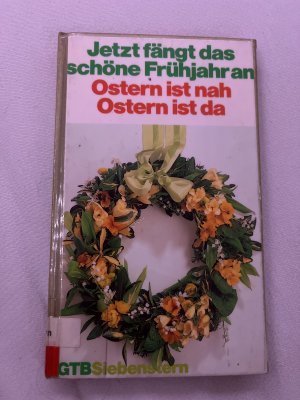 Jetzt fängt das
schöne Frühjahr an
Ostern ist nah
Ostern ist da
GTB Siebenstern